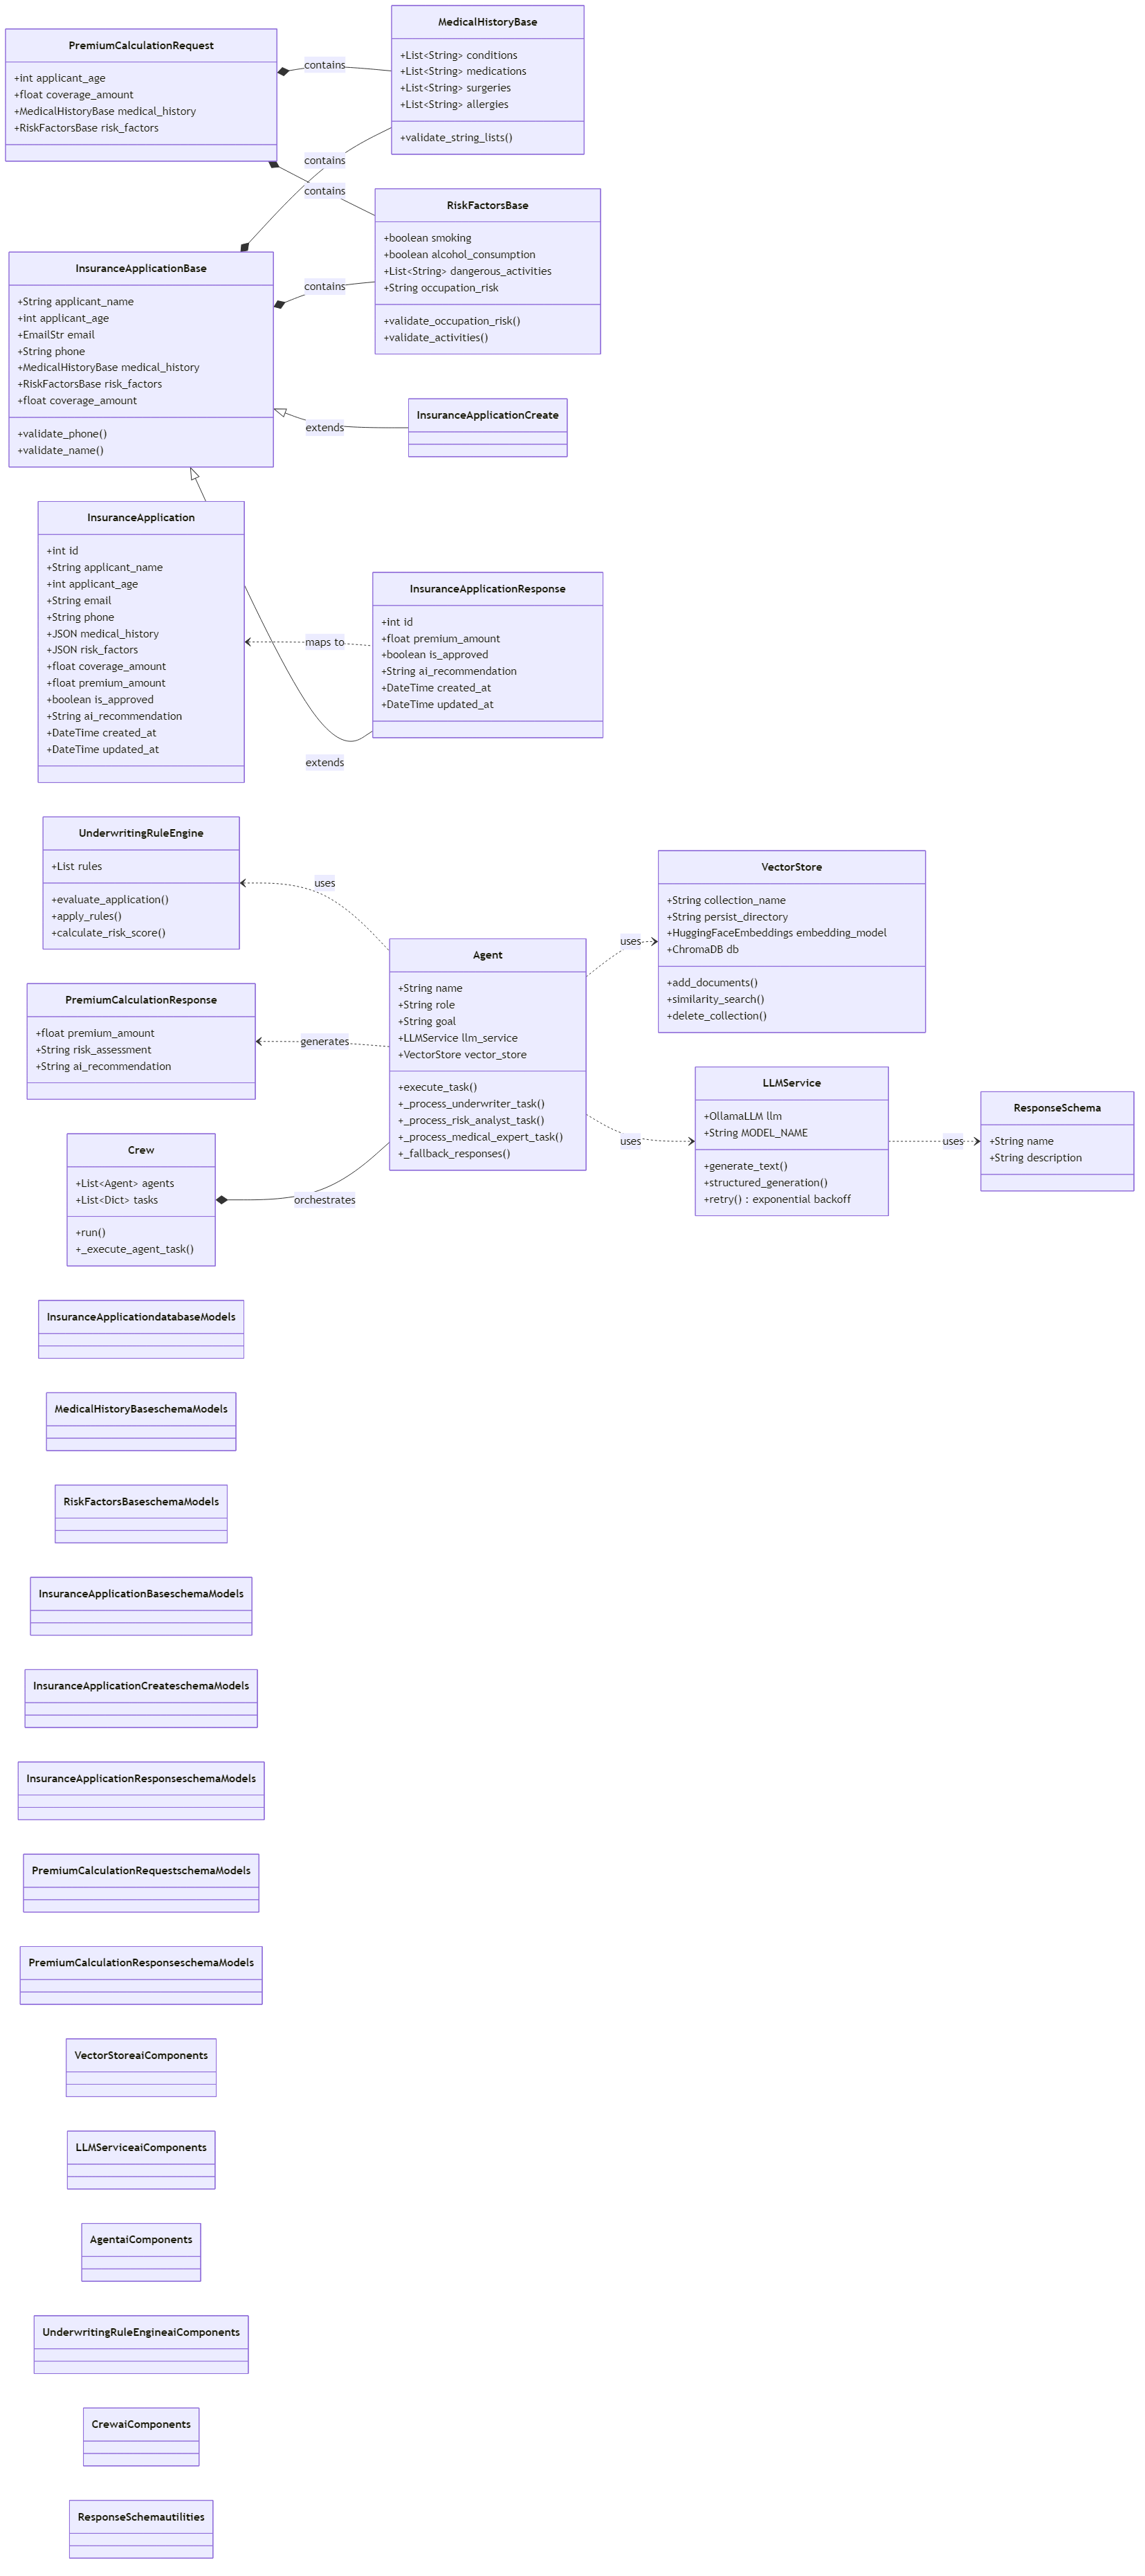 PremiumCalculationRequest
+int applicant_age
+float coverage_amount
+MedicalHistoryBase medical_history
+RiskFactorsBase risk_factors
contains
MedicalHistoryBase
+List<String> conditions
+List<String> medications
+List<String> surgeries
+List<String> allergies
+validate_string_lists()
contains
contains
RiskFactorsBase
+boolean smoking
+boolean alcohol_consumption
+List<String> dangerous_activities
+String occupation_risk
+validate_occupation_risk()
+validate_activities()
InsuranceApplicationBase
+String applicant_name
+int applicant_age
+EmailStr email
+String phone
+MedicalHistoryBase medical_history
+RiskFactorsBase risk_factors
+float coverage_amount
+validate_phone()
+validate_name()
contains
extends
InsuranceApplicationCreate
InsuranceApplication
+int id
+String applicant_name
+int applicant_age
+String email
+String phone
+JSON medical_history
+JSON risk_factors
+float coverage_amount
+float premium_amount
+boolean is_approved
+String ai_recommendation
+DateTime created_at
+DateTime updated_at
maps to
extends
InsuranceApplicationResponse
+int id
+float premium_amount
+boolean is_approved
+String ai_recommendation
+DateTime created_at
+DateTime updated_at
UnderwritingRuleEngine
+List rules
+evaluate_application()
+apply_rules()
+calculate_risk_score()
uses
PremiumCalculationResponse
+float premium_amount
+String risk_assessment
+String ai_recommendation
generates
Crew
+List<Agent> agents
+List<Dict> tasks
+run()
+_execute_agent_task()
orchestrates
Agent
+String name
+String role
+String goal
+LLMService llm_service
+VectorStore vector_store
+execute_task()
+_process_underwriter_task()
+_process_risk_analyst_task()
+_process_medical_expert_task()
+_fallback_responses()
uses
VectorStore
+String collection_name
+String persist_directory
+HuggingFaceEmbeddings embedding_model
+ChromaDB db
+add_documents()
+similarity_search()
+delete_collection()
uses
LLMService
+OllamaLLM llm
+String MODEL_NAME
+generate_text()
+structured_generation()
+retry() : exponential backoff
uses
ResponseSchema
+String name
+String description
InsuranceApplicationdatabaseModels
MedicalHistoryBaseschemaModels
RiskFactorsBaseschemaModels
InsuranceApplicationBaseschemaModels
InsuranceApplicationCreateschemaModels
InsuranceApplicationResponseschemaModels
PremiumCalculationRequestschemaModels
PremiumCalculationResponseschemaModels
VectorStoreaiComponents
LLMServiceaiComponents
AgentaiComponents
UnderwritingRuleEngineaiComponents
CrewaiComponents
ResponseSchemautilities